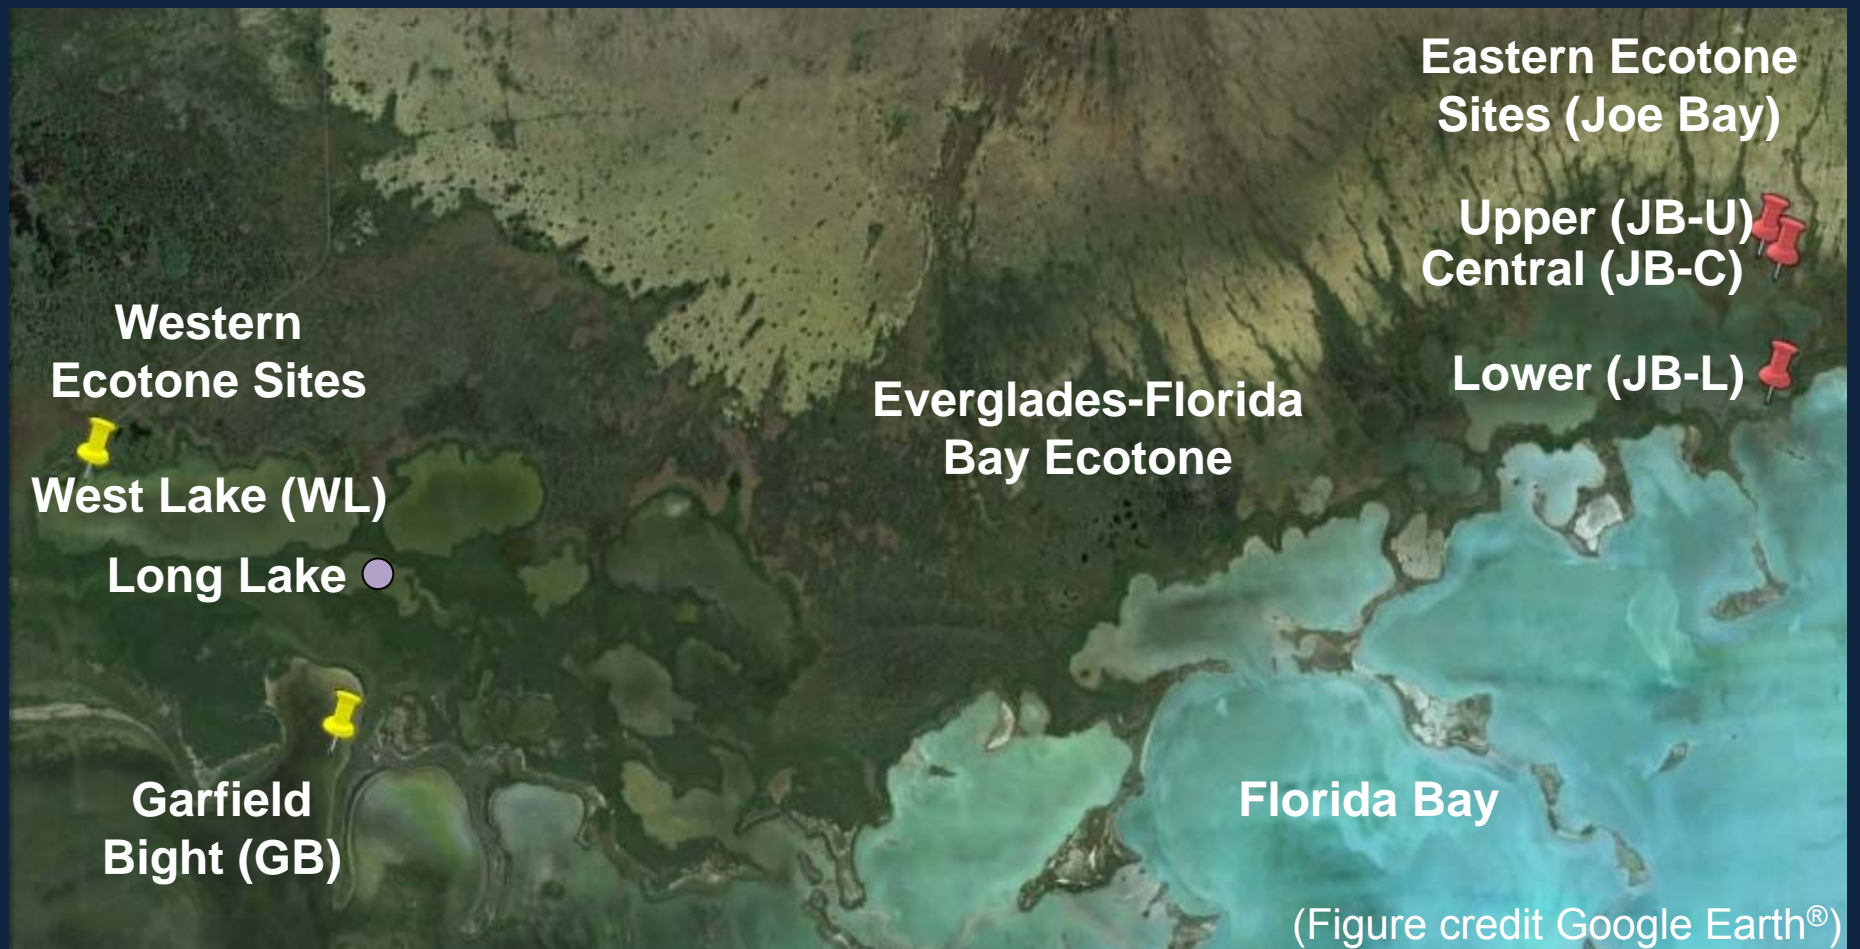 Eastern Ecotone
Sites (Joe Bay)
Upper (JB-U)
Central (JB-C)
Lower (JB-L)
Western
Ecotone Sites
West Lake (WL)
Long Lake
Everglades-Florida
Bay Ecotone
Garfield
Bight (GB)
Florida Bay
(Figure credit Google Earth®)